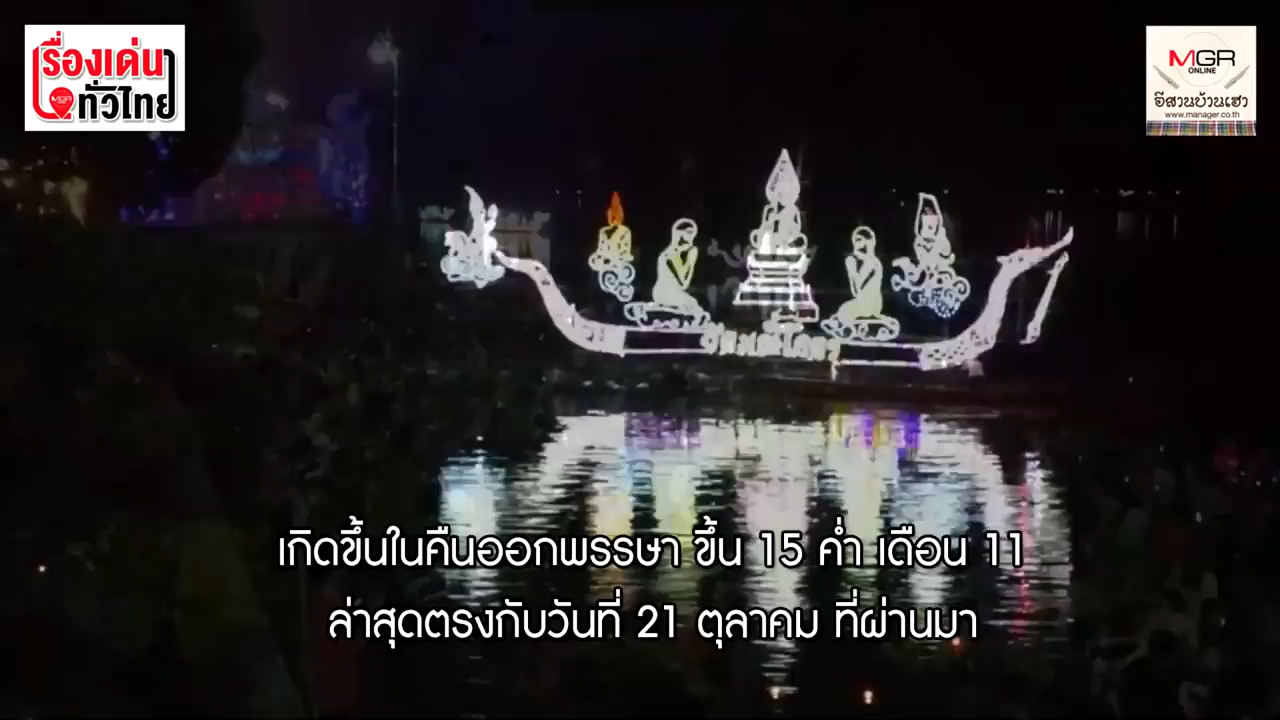 เรื่องเด่น
MGR
ทั่วไทย
MGR
ONLINE
อีสานบ้านเฮา
www.manager.co.th
เกิดขึ้นในคืนออกพรรษา ขึ้น 15 ค่ำ เดือน 11
ล่าสุดตรงกับวันที่ 21 ตุลาคม ที่ผ่านมา